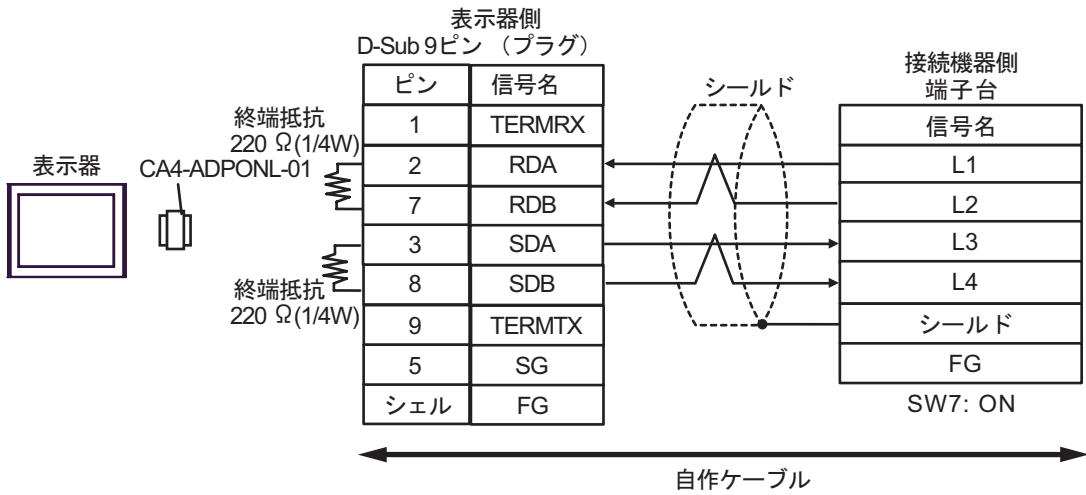 表示器側
D-Sub 9ピン （プラグ）
ピン 信号名
1 TERMRX
2 RDA
7 RDB
3 SDA
8 SDB
9 TERMTX
5 SG
シェル FG
終端抵抗
220 Ω(1/4W)
表示器
CA4-ADPONL-01
終端抵抗
220 Ω(1/4W)
シールド
接続機器側
端子台
信号名
L1
L2
L3
L4
シールド
FG
SW7: ON
自作ケーブル